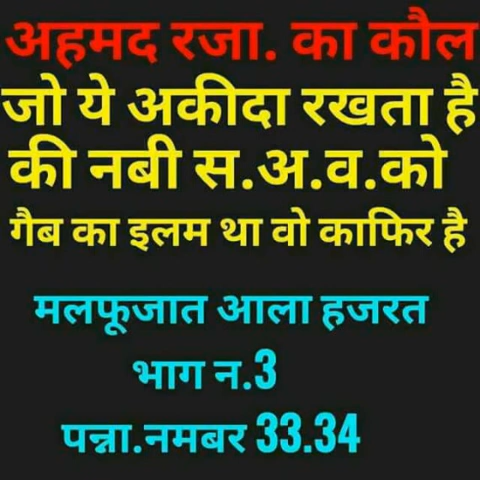 अहमद रजा. का कौल
जो ये अकीदा रखता है
की नबी स.अ.व.को
गैब का इलम था वो काफिर है
मलफूजात आला हजरत
भाग न.3
पन्ना.नमबर 33.34